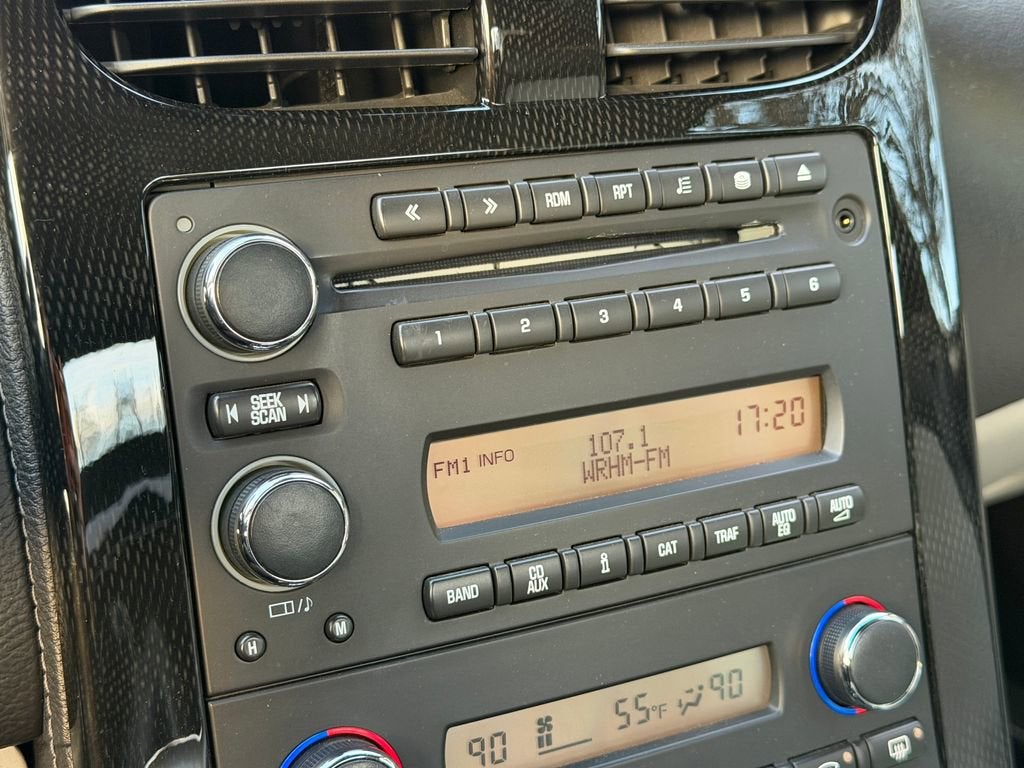 RDM RPT
1 2 3 4 5 6
SEEK
SCAN
17:20
FM1 INFO 107.1
WRHM-FM
BAND CD AUX i CAT TRAF AUTO EQ AUTO
H M
90 55°F 90